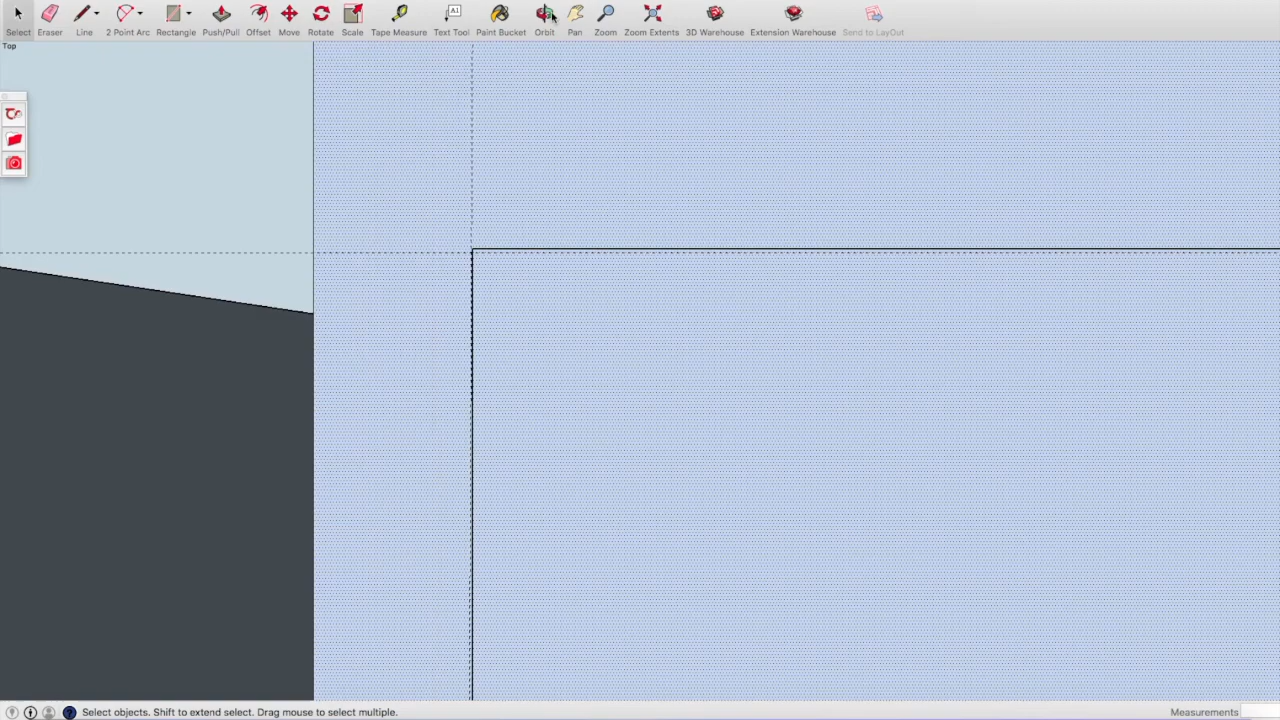 Select Eraser Line 2 Point Arc Rectangle Push/Pull Offset Move Rotate Scale Tape Measure Text Tool Paint Bucket Orbit Pan Zoom Zoom Extents 3D Warehouse Extension Warehouse Send to LayOut
Top
Select objects. Shift to extend select. Drag mouse to select multiple. Measurements